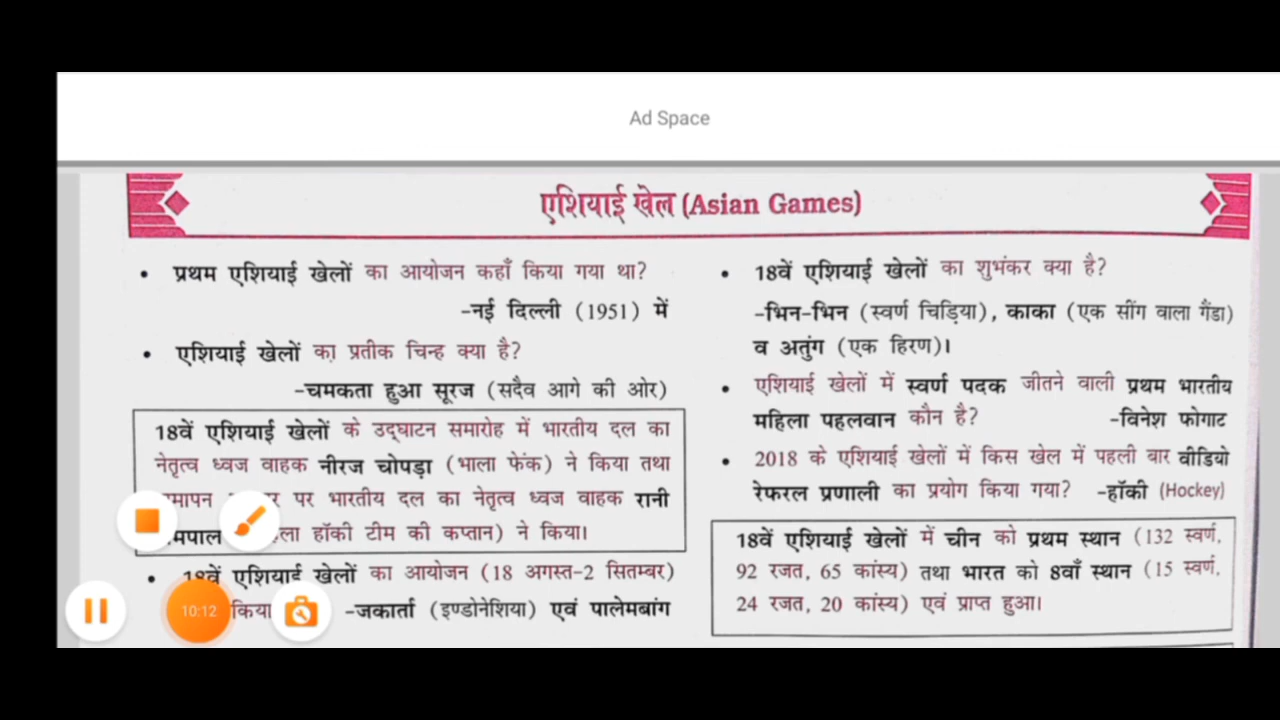 Ad Space
एशियाई खेल (Asian Games)
• प्रथम एशियाई खेलों का आयोजन कहाँ किया गया था?
-नई दिल्ली (1951) में
• एशियाई खेलों का प्रतीक चिन्ह क्या है?
-चमकता हुआ सूरज (सदैव आगे की ओर)
18वें एशियाई खेलों के उद्घाटन समारोह में भारतीय दल का
नेतृत्व ध्वज वाहक नीरज चोपड़ा (भाला फेंक) ने किया तथा
पर भारतीय दल का नेतृत्व ध्वज वाहक रानी
हॉकी टीम की कप्तान) ने किया।
• 18वें एशियाई खेलों का आयोजन (18 अगस्त-2 सितम्बर)
किया -जकार्ता (इण्डोनेशिया) एवं पालेमबांग
• 18वें एशियाई खेलों का शुभंकर क्या है?
-भिन-भिन (स्वर्ण चिड़िया), काका (एक सींग वाला गैंडा)
व अतुंग (एक हिरण)।
• एशियाई खेलों में स्वर्ण पदक जीतने वाली प्रथम भारतीय
महिला पहलवान कौन है? -विनेश फोगाट
• 2018 के एशियाई खेलों में किस खेल में पहली बार वीडियो
रेफरल प्रणाली का प्रयोग किया गया? -हॉकी (Hockey)
18वें एशियाई खेलों में चीन को प्रथम स्थान (132 स्वर्ण,
92 रजत, 65 कांस्य) तथा भारत को 8वाँ स्थान (15 स्वर्ण,
24 रजत, 20 कांस्य) एवं प्राप्त हुआ।
10:12